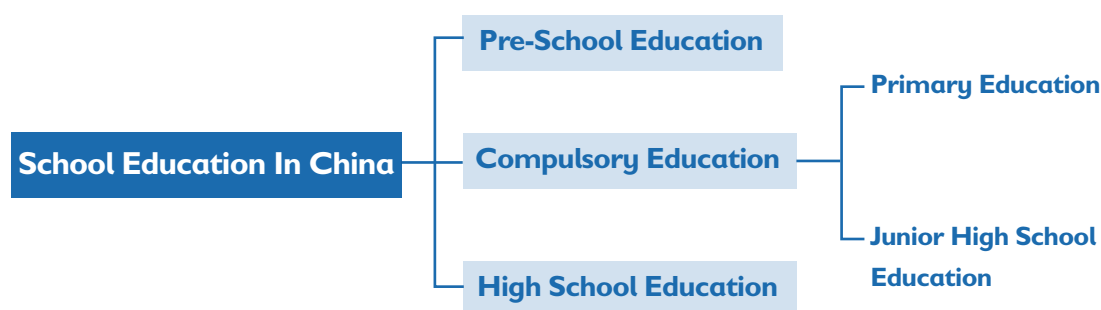 School Education In China
Pre-School Education
Compulsory Education
High School Education
Primary Education
Junior High School
Education